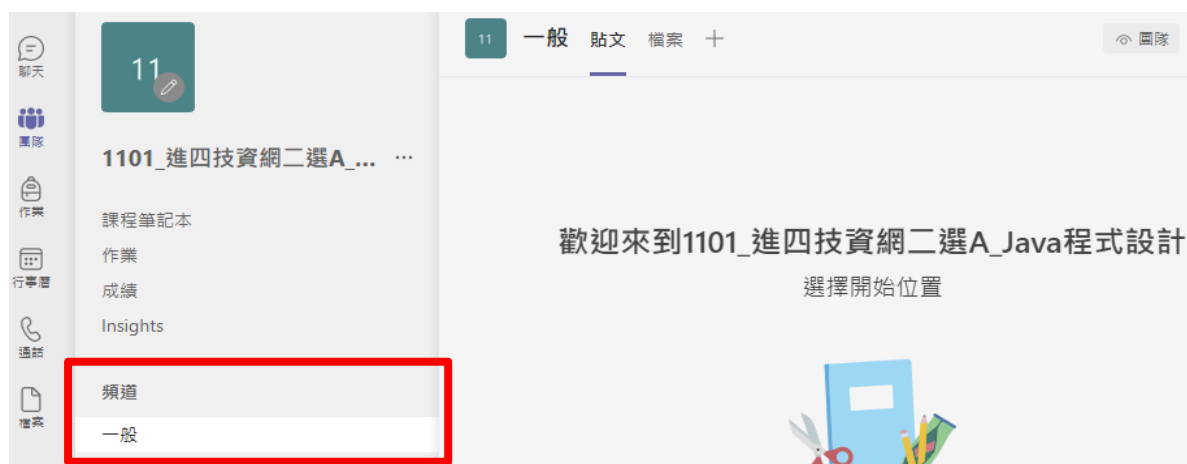 聊天
團隊
作業
行事曆
通話
檔案
11
1101_進四技資網二選A_... ...
課程筆記本
作業
成績
Insights
頻道
一般
11 一般 貼文 檔案 +
團隊
歡迎來到1101_進四技資網二選A_Java程式設計
選擇開始位置